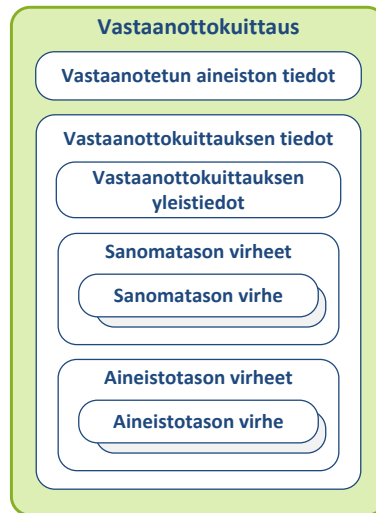 Vastaanottokuittaus
Vastaanotetun aineiston tiedot
Vastaanottokuittauksen tiedot
Vastaanottokuittauksen
yleistiedot
Sanomatason virheet
Sanomatason virhe
Aineistotason virheet
Aineistotason virhe